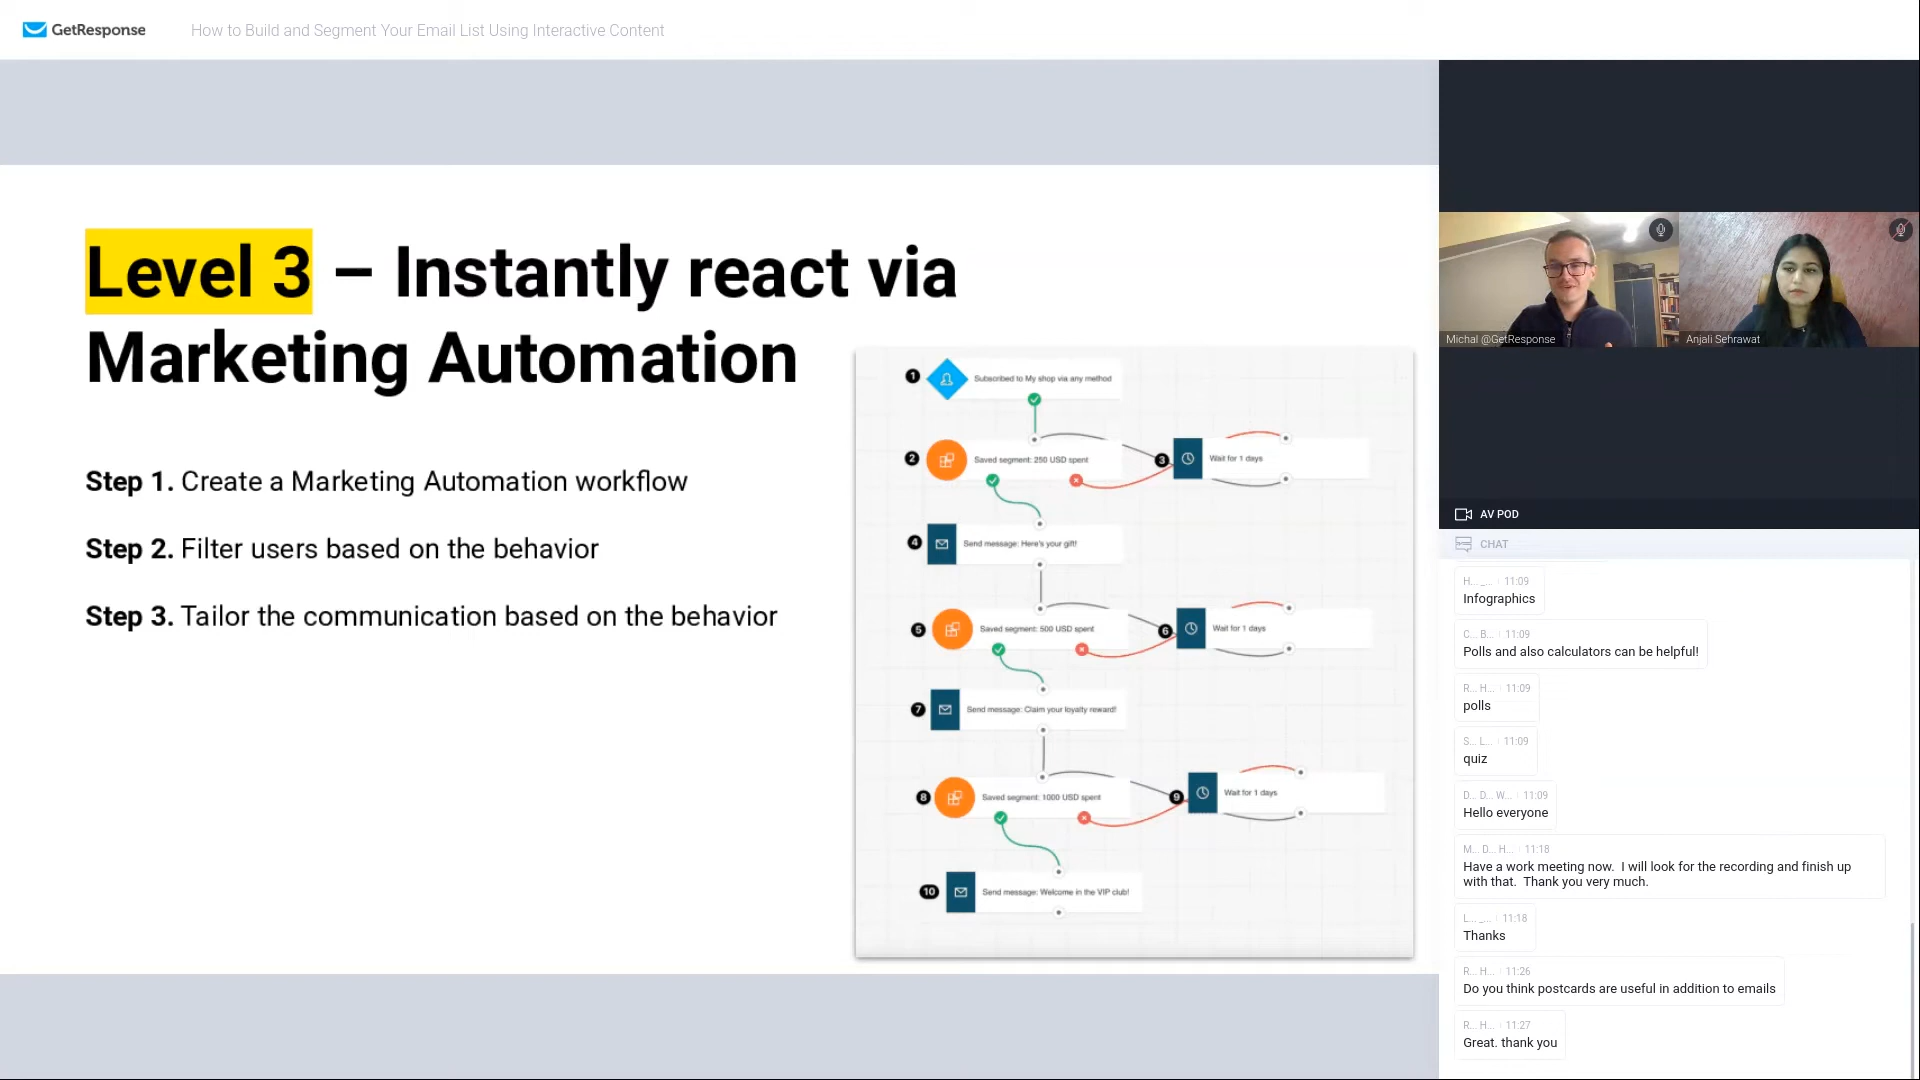 GetResponse
How to Build and Segment Your Email List Using Interactive Content
Level 3 – Instantly react via
Marketing Automation
Step 1. Create a Marketing Automation workflow
Step 2. Filter users based on the behavior
Step 3. Tailor the communication based on the behavior
1 Subscribed to My shop via any method
2 Saved segment: 250 USD spent
3 Wait for 1 days
4 Send message: Here's your gift!
5 Saved segment: 500 USD spent
6 Wait for 1 days
7 Send message: Claim your loyalty reward!
8 Saved segment: 1000 USD spent
9 Wait for 1 days
10 Send message: Welcome in the VIP club!
Michal @GetResponse
Anjali Sehrawat
AV POD
CHAT
H... _... 11:09
Infographics
C... B... 11:09
Polls and also calculators can be helpful!
R... H... 11:09
polls
S... L... 11:09
quiz
D... D... W... 11:09
Hello everyone
M... D... H... 11:18
Have a work meeting now. I will look for the recording and finish up
with that. Thank you very much.
L... _... 11:18
Thanks
R... H... 11:26
Do you think postcards are useful in addition to emails
R... H... 11:27
Great. thank you